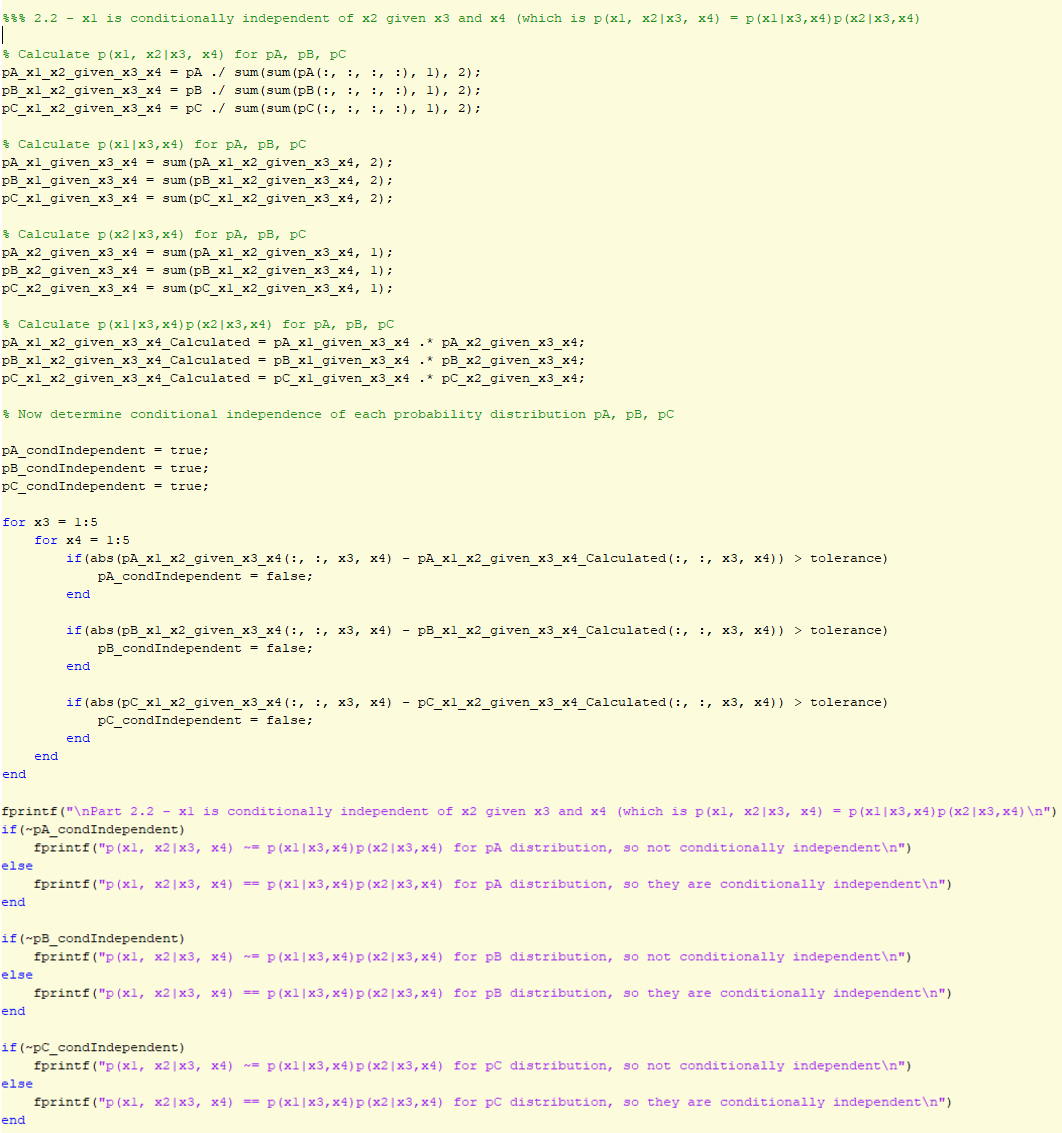 %%% 2.2 - x1 is conditionally independent of x2 given x3 and x4 (which is p(x1, x2|x3, x4) = p(x1|x3,x4)p(x2|x3,x4)
% Calculate p(x1, x2|x3, x4) for pA, pB, pC
pA_x1_x2_given_x3_x4 = pA ./ sum(sum(pA(:, :, :, :), 1), 2);
pB_x1_x2_given_x3_x4 = pB ./ sum(sum(pB(:, :, :, :), 1), 2);
pC_x1_x2_given_x3_x4 = pC ./ sum(sum(pC(:, :, :, :), 1), 2);
% Calculate p(x1|x3,x4) for pA, pB, pC
pA_x1_given_x3_x4 = sum(pA_x1_x2_given_x3_x4, 2);
pB_x1_given_x3_x4 = sum(pB_x1_x2_given_x3_x4, 2);
pC_x1_given_x3_x4 = sum(pC_x1_x2_given_x3_x4, 2);
% Calculate p(x2|x3,x4) for pA, pB, pC
pA_x2_given_x3_x4 = sum(pA_x1_x2_given_x3_x4, 1);
pB_x2_given_x3_x4 = sum(pB_x1_x2_given_x3_x4, 1);
pC_x2_given_x3_x4 = sum(pC_x1_x2_given_x3_x4, 1);
% Calculate p(x1|x3,x4)p(x2|x3,x4) for pA, pB, pC
pA_x1_x2_given_x3_x4_Calculated = pA_x1_given_x3_x4 .* pA_x2_given_x3_x4;
pB_x1_x2_given_x3_x4_Calculated = pB_x1_given_x3_x4 .* pB_x2_given_x3_x4;
pC_x1_x2_given_x3_x4_Calculated = pC_x1_given_x3_x4 .* pC_x2_given_x3_x4;
% Now determine conditional independence of each probability distribution pA, pB, pC
pA_condIndependent = true;
pB_condIndependent = true;
pC_condIndependent = true;
for x3 = 1:5
for x4 = 1:5
if(abs(pA_x1_x2_given_x3_x4(:, :, x3, x4) - pA_x1_x2_given_x3_x4_Calculated(:, :, x3, x4)) > tolerance)
pA_condIndependent = false;
end
if(abs(pB_x1_x2_given_x3_x4(:, :, x3, x4) - pB_x1_x2_given_x3_x4_Calculated(:, :, x3, x4)) > tolerance)
pB_condIndependent = false;
end
if(abs(pC_x1_x2_given_x3_x4(:, :, x3, x4) - pC_x1_x2_given_x3_x4_Calculated(:, :, x3, x4)) > tolerance)
pC_condIndependent = false;
end
end
end
fprintf("\nPart 2.2 - x1 is conditionally independent of x2 given x3 and x4 (which is p(x1, x2|x3, x4) = p(x1|x3,x4)p(x2|x3,x4)\n")
if(~pA_condIndependent)
fprintf("p(x1, x2|x3, x4) ~= p(x1|x3,x4)p(x2|x3,x4) for pA distribution, so not conditionally independent\n")
else
fprintf("p(x1, x2|x3, x4) == p(x1|x3,x4)p(x2|x3,x4) for pA distribution, so they are conditionally independent\n")
end
if(~pB_condIndependent)
fprintf("p(x1, x2|x3, x4) ~= p(x1|x3,x4)p(x2|x3,x4) for pB distribution, so not conditionally independent\n")
else
fprintf("p(x1, x2|x3, x4) == p(x1|x3,x4)p(x2|x3,x4) for pB distribution, so they are conditionally independent\n")
end
if(~pC_condIndependent)
fprintf("p(x1, x2|x3, x4) ~= p(x1|x3,x4)p(x2|x3,x4) for pC distribution, so not conditionally independent\n")
else
fprintf("p(x1, x2|x3, x4) == p(x1|x3,x4)p(x2|x3,x4) for pC distribution, so they are conditionally independent\n")
end